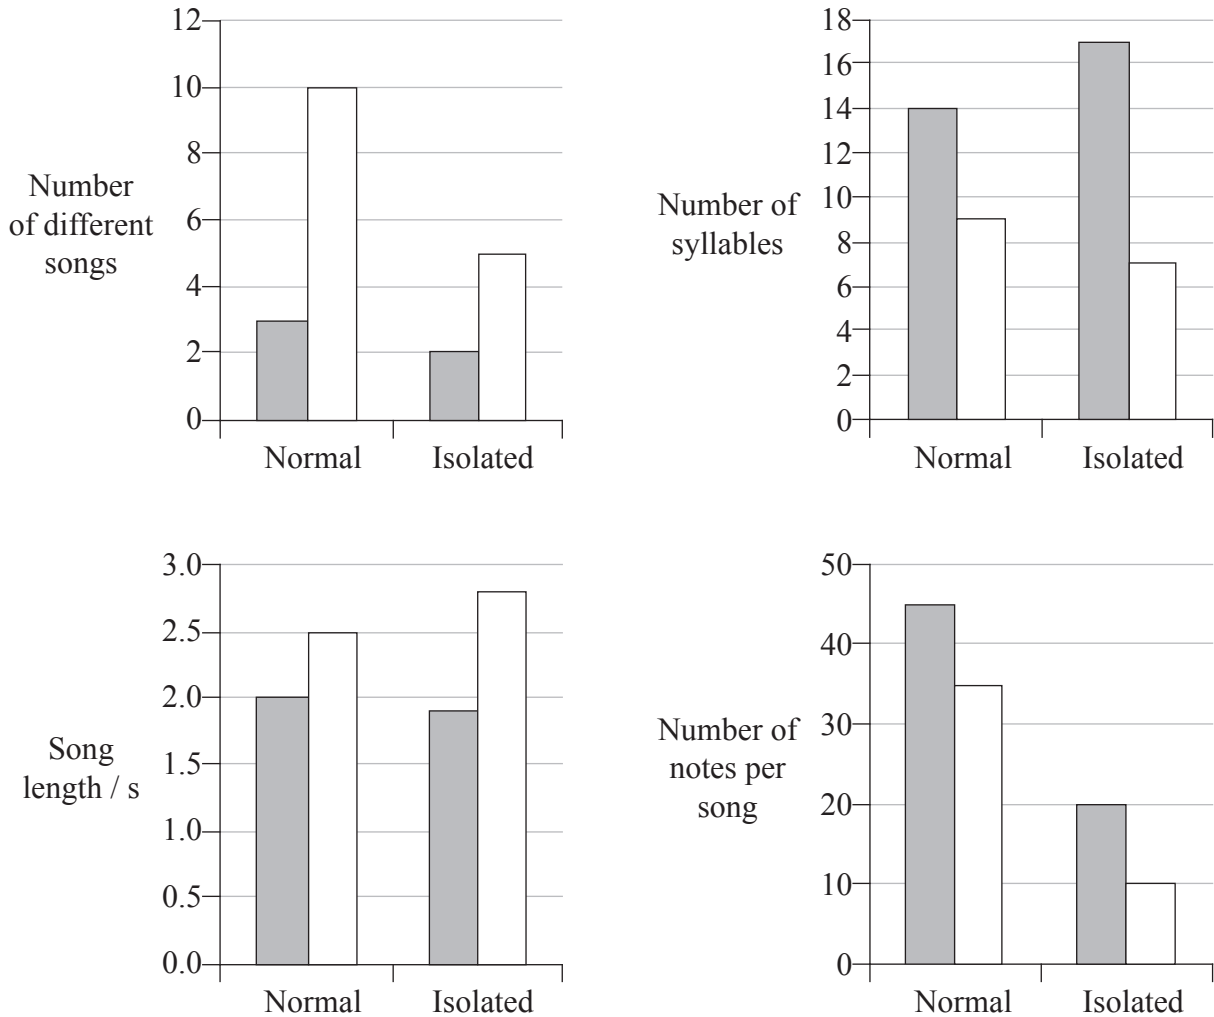 12
10
8
6
4
2
0
Number
of different
songs
Normal Isolated
18
16
14
12
10
8
6
4
2
0
Number of
syllables
Normal Isolated
3.0
2.5
2.0
1.5
1.0
0.5
0.0
Song
length / s
Normal Isolated
50
40
30
20
10
0
Number of
notes per
song
Normal Isolated